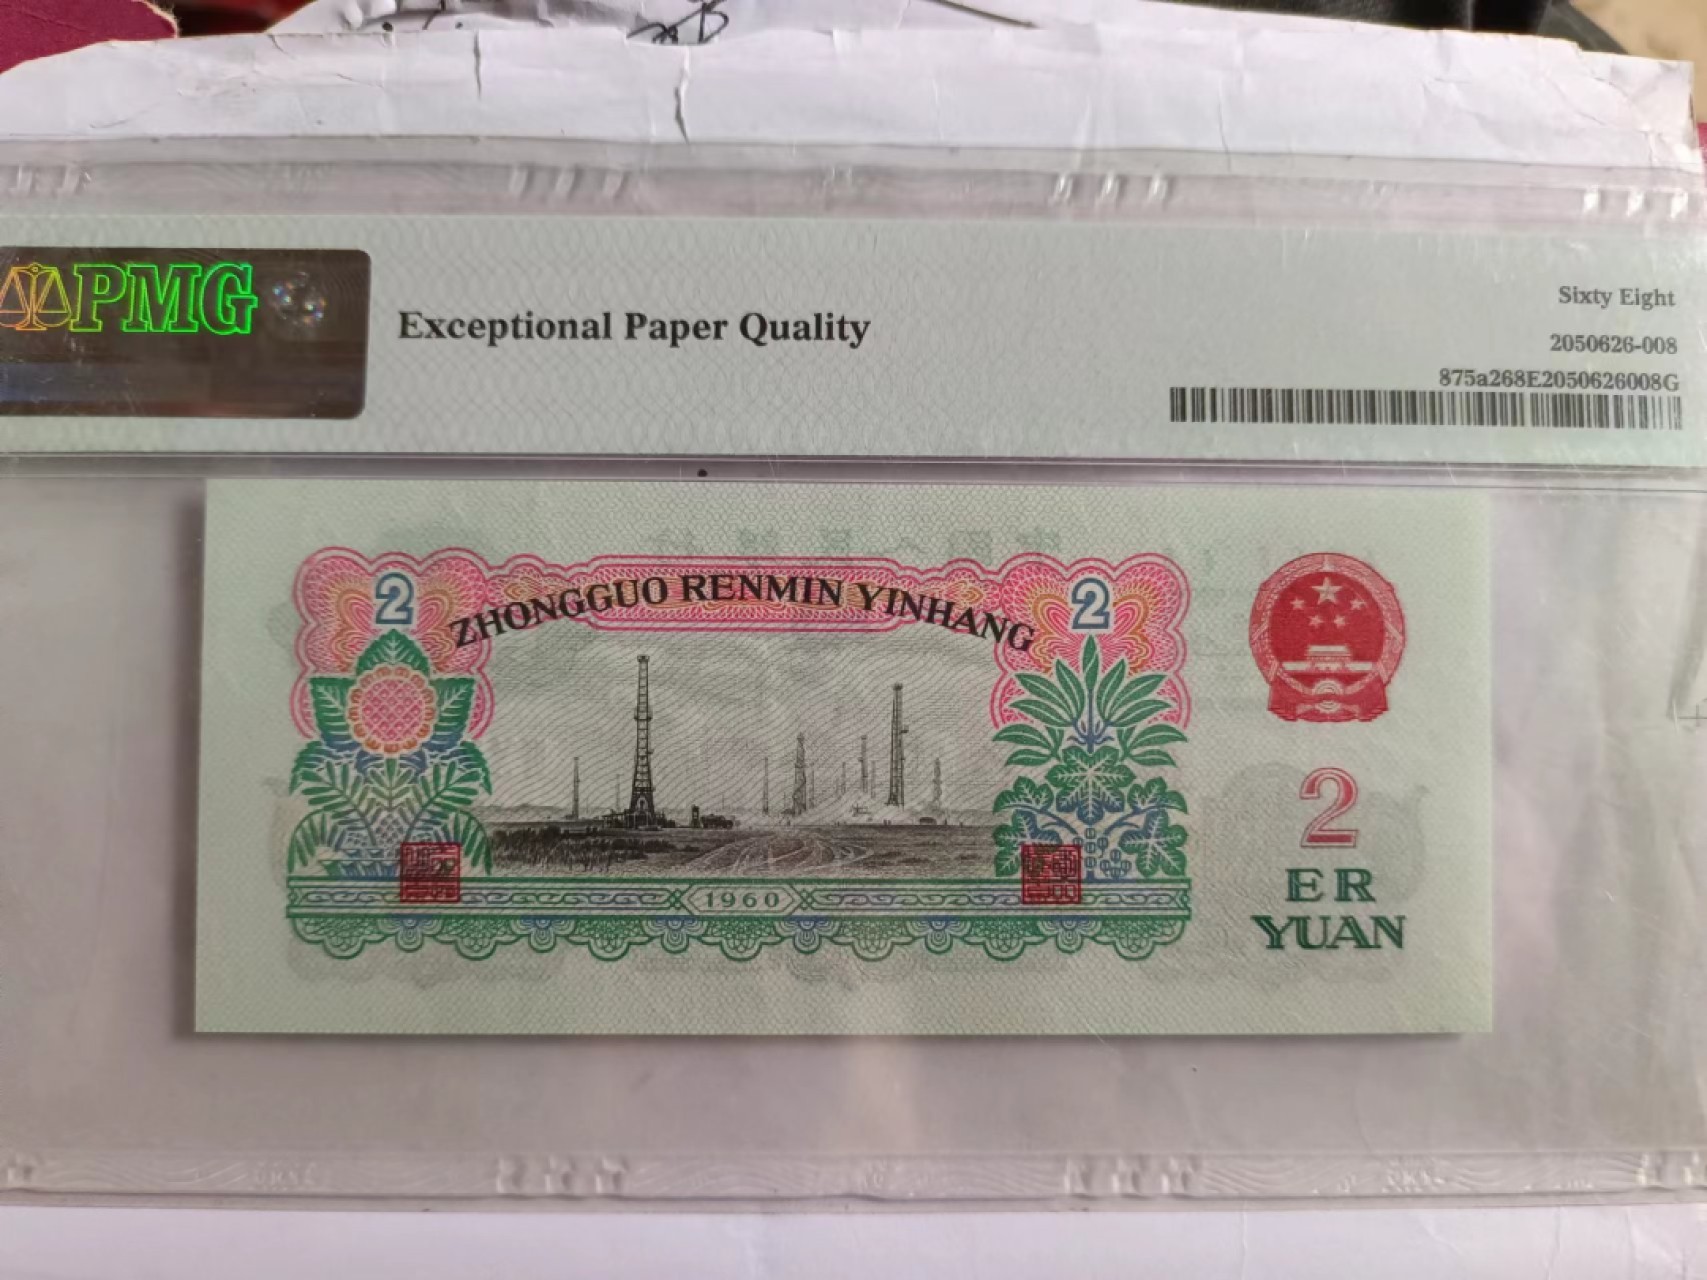 PMG
Exceptional Paper Quality
Sixty Eight
2050626-008
875a268E2050626008G
2
ZHONGGUO RENMIN YINHANG
2
2
ER
YUAN
1960